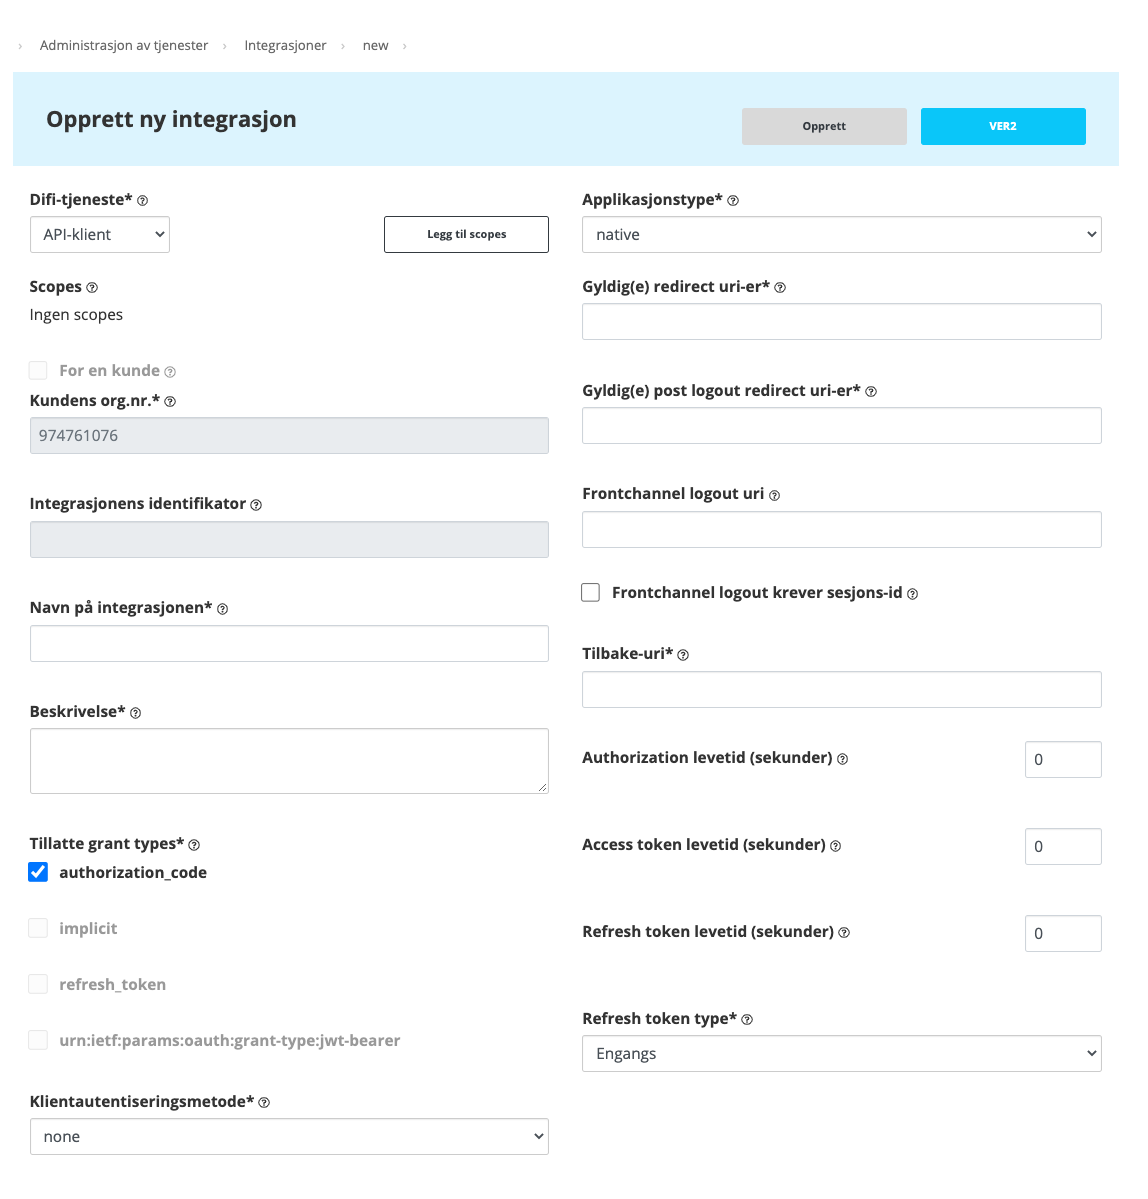 Administrasjon av tjenester › Integrasjoner › new ›
Opprett ny integrasjon
Opprett
VER2
Difi-tjeneste*
API-klient
Legg til scopes
Scopes
Ingen scopes
For en kunde
Kundens org.nr.*
974761076
Integrasjonens identifikator
Navn på integrasjonen*
Beskrivelse*
Tillatte grant types*
authorization_code
implicit
refresh_token
urn:ietf:params:oauth:grant-type:jwt-bearer
Klientautentiseringsmetode*
none
Applikasjonstype*
native
Gyldig(e) redirect uri-er*
Gyldig(e) post logout redirect uri-er*
Frontchannel logout uri
Frontchannel logout krever sesjons-id
Tilbake-uri*
Authorization levetid (sekunder)
0
Access token levetid (sekunder)
0
Refresh token levetid (sekunder)
0
Refresh token type*
Engangs